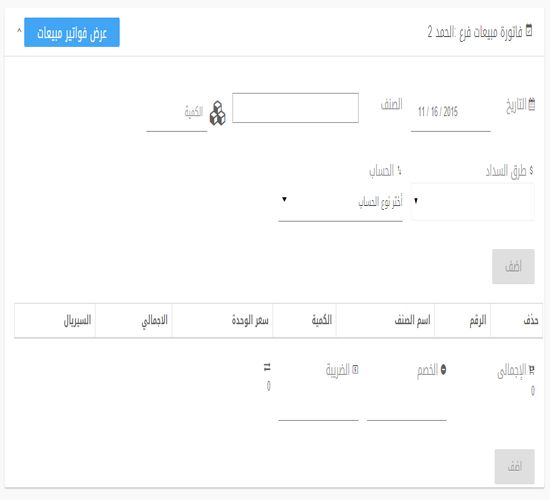 فاتورة مبيعات فرع :الحمد 2
عرض فواتير مبيعات
التاريخ
11 / 16 / 2015
الصنف
الكمية
طرق السداد
$
الحساب
أختر نوع الحساب
اضف
حذف الرقم اسم الصنف الكمية سعر الوحدة الاجمالي السيريال
الإجمالى
0
الخصم
الضريبة
0
اضف